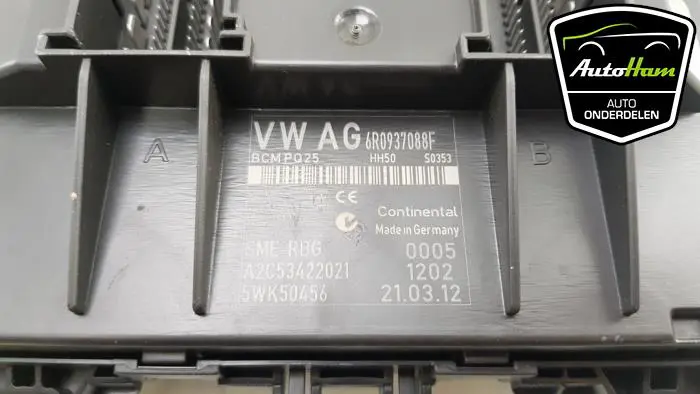 AutoHam
AUTO
ONDERDELEN
A
B
VW AG 6R0937088F
BCMPQ25 HH50 S0353
CE
Continental
Made in Germany
SME RBG 0005
A2C53422021 1202
5WK50456 21.03.12